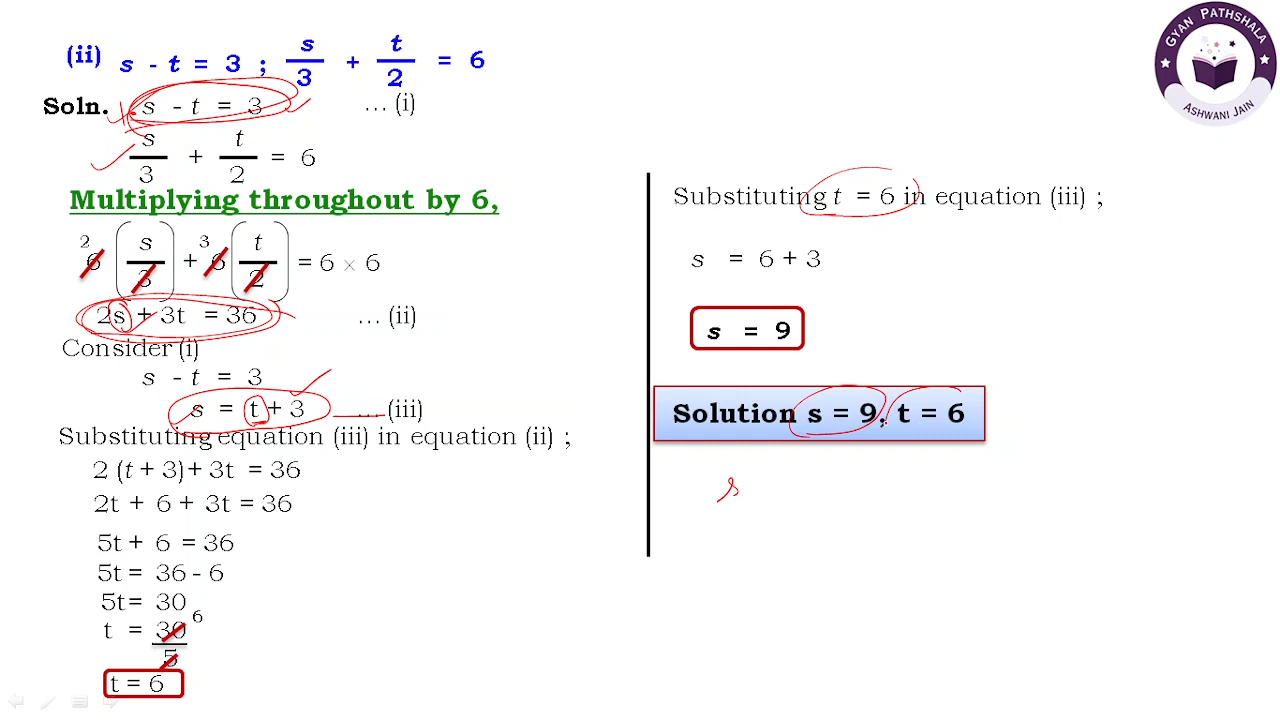 (ii) s - t = 3 ; s/3 + t/2 = 6
Soln. s - t = 3 ... (i)
s/3 + t/2 = 6
Multiplying throughout by 6,
2 3
6 (s/3) + 6 (t/2) = 6 × 6
2s + 3t = 36 ... (ii)
Consider (i)
s - t = 3
s = t + 3 ... (iii)
Substituting equation (iii) in equation (ii) ;
2 (t + 3) + 3t = 36
2t + 6 + 3t = 36
5t + 6 = 36
5t = 36 - 6
5t = 30
t = 30/5 6
t = 6
Substituting t = 6 in equation (iii) ;
s = 6 + 3
s = 9
Solution s = 9, t = 6
s
GYAN PATHSHALA
ASHWANI JAIN